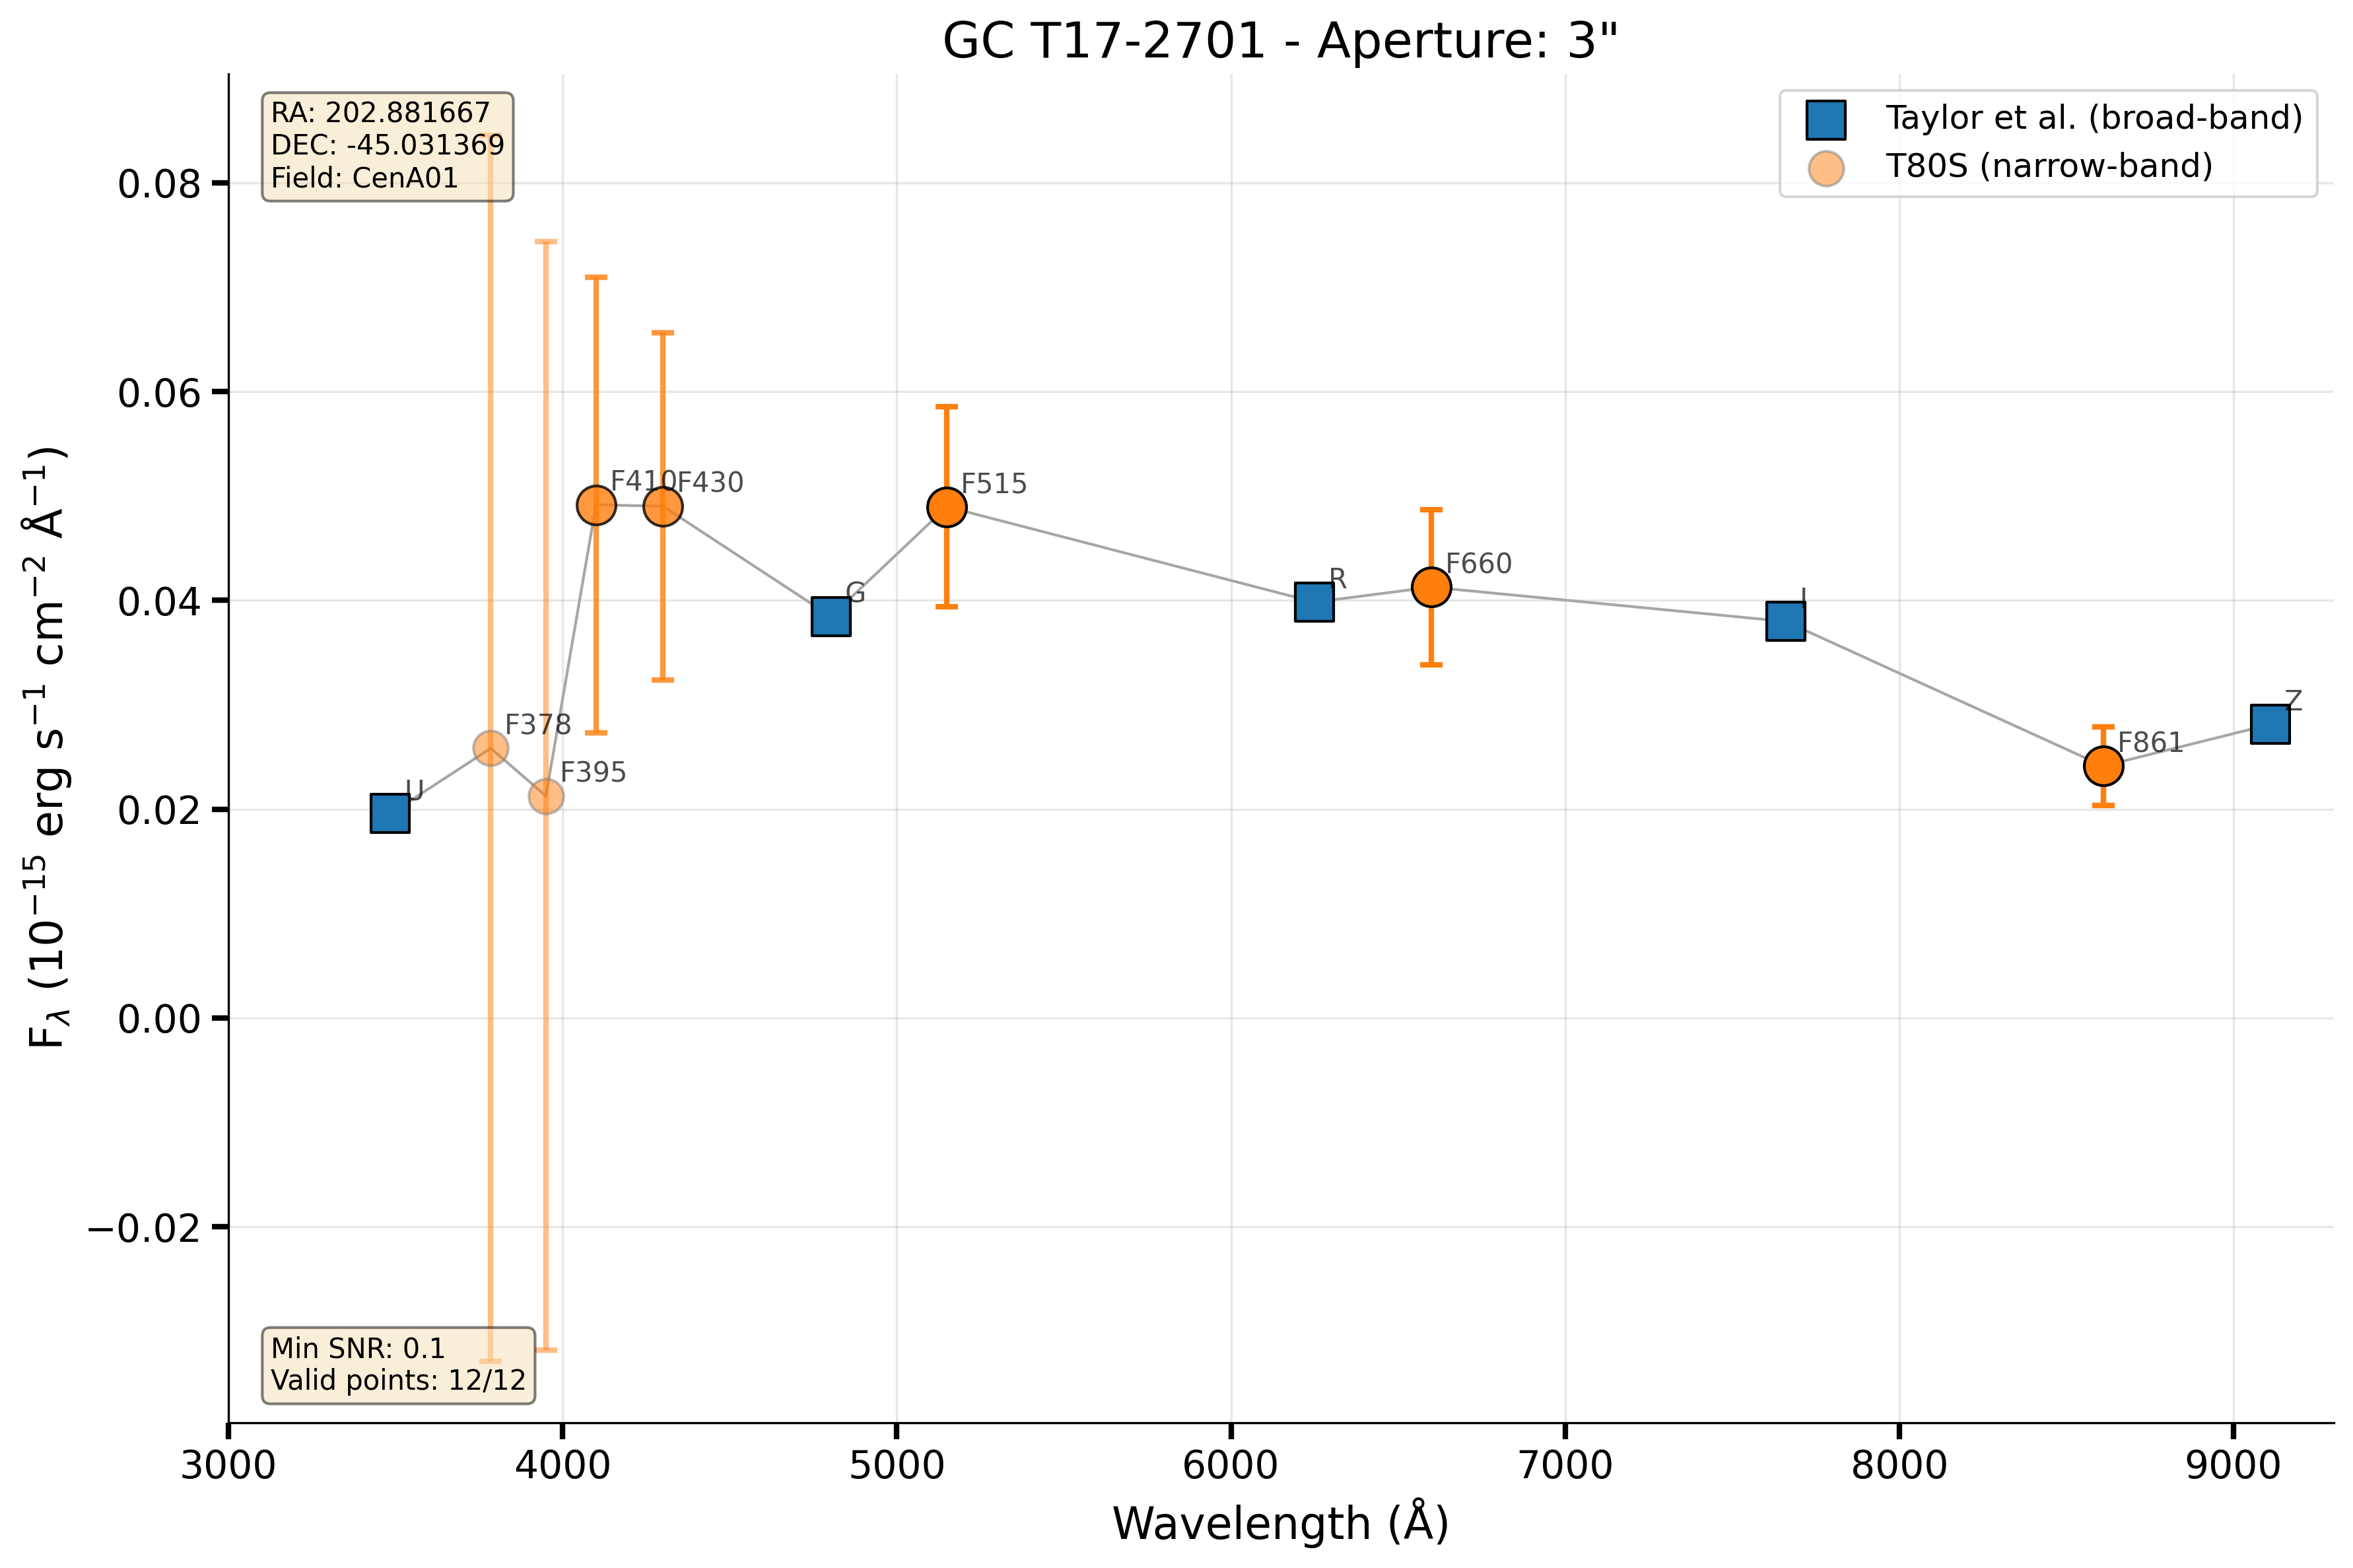 GC T17-2701 - Aperture: 3"
RA: 202.881667
DEC: -45.031369
Field: CenA01
Taylor et al. (broad-band)
T80S (narrow-band)
0.08
0.06
0.04
0.02
0.00
−0.02
F410
F430
F515
G
R
F660
I
F378
F395
U
F861
Z
Min SNR: 0.1
Valid points: 12/12
3000
4000
5000
6000
7000
8000
9000
Wavelength (Å)
F_λ (10⁻¹⁵ erg s⁻¹ cm⁻² Å⁻¹)